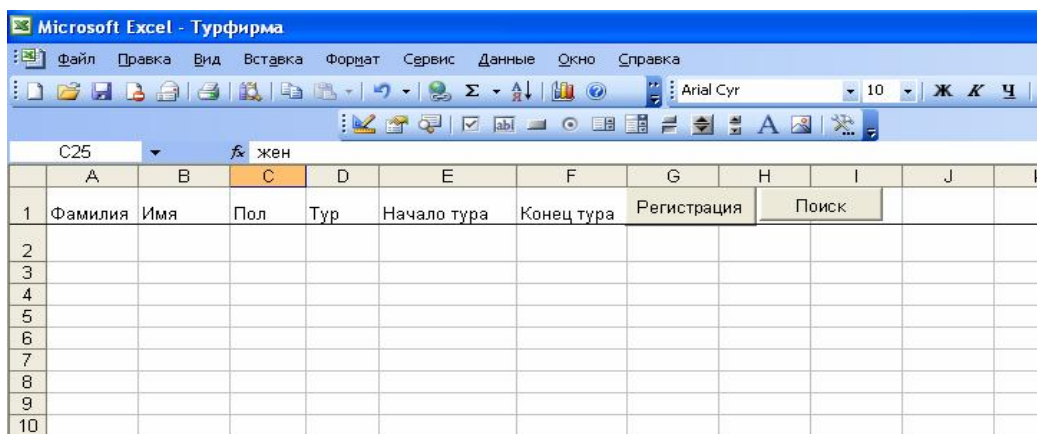 Microsoft Excel - Турфирма
Файл Правка Вид Вставка Формат Сервис Данные Окно Справка
Arial Cyr 10 Ж К Ч
C25 fx жен
A B C D E F G H I J
1 Фамилия Имя Пол Тур Начало тура Конец тура Регистрация Поиск
2
3
4
5
6
7
8
9
10